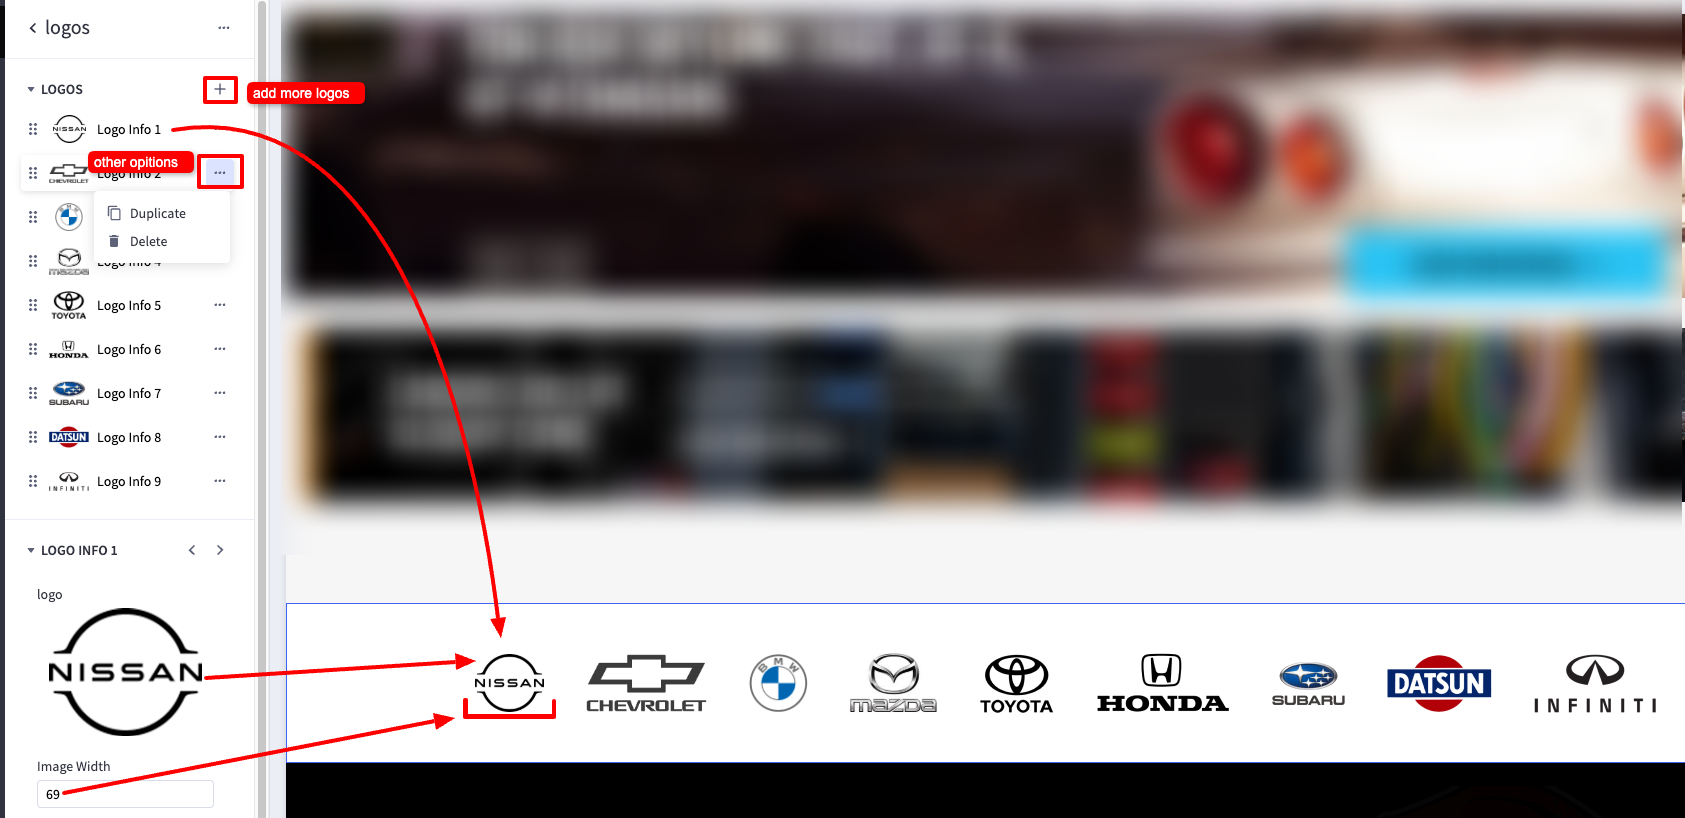 logos
LOGOS
add more logos
NISSAN
Logo Info 1
other opitions
CHEVROLET
Logo Info 2
Duplicate
Delete
mazda
Logo Info 4
TOYOTA
Logo Info 5
HONDA
Logo Info 6
SUBARU
Logo Info 7
DATSUN
Logo Info 8
INFINITI
Logo Info 9
LOGO INFO 1
logo
NISSAN
Image Width
69
NISSAN
CHEVROLET
BMW
mazda
TOYOTA
HONDA
SUBARU
DATSUN
INFINITI